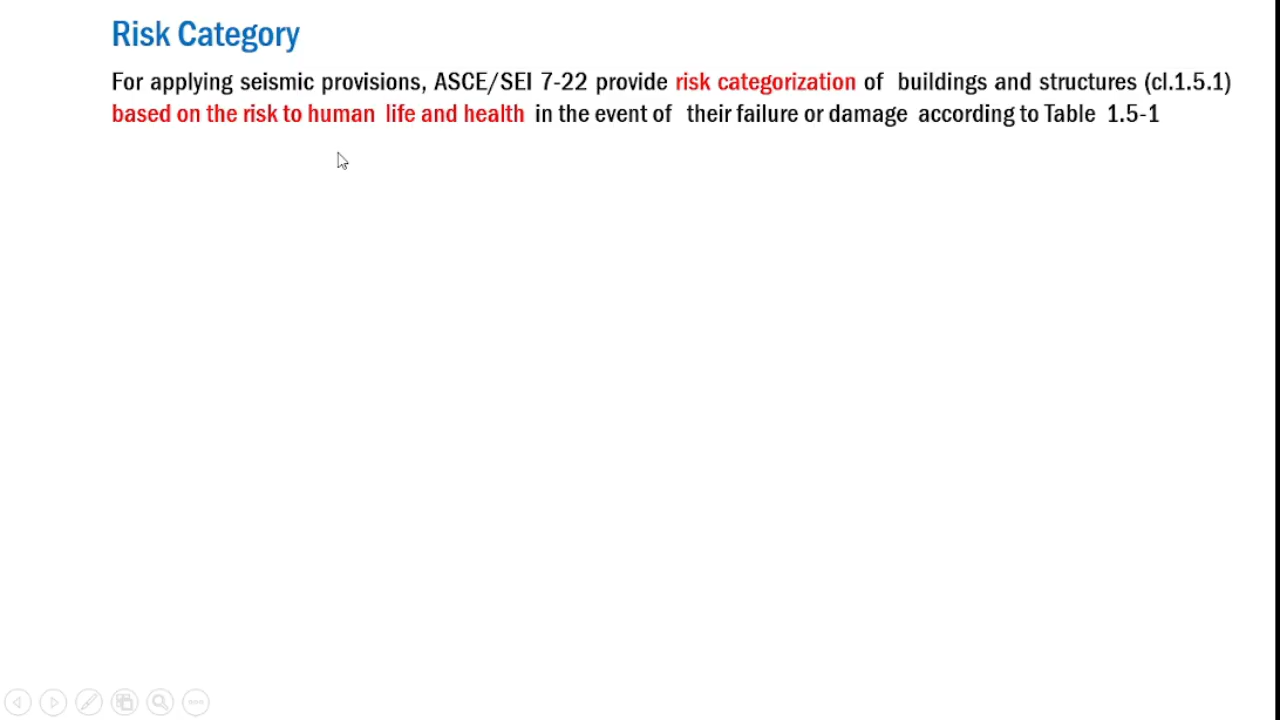 Risk Category
For applying seismic provisions, ASCE/SEI 7-22 provide risk categorization of buildings and structures (cl.1.5.1)
based on the risk to human life and health in the event of their failure or damage according to Table 1.5-1